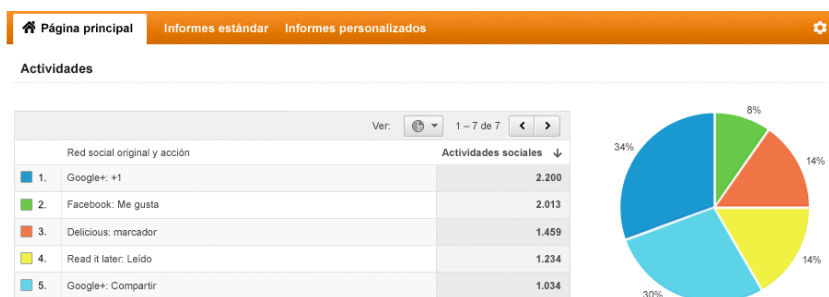 Página principal Informes estándar Informes personalizados
Actividades
Ver: 1 – 7 de 7
Red social original y acción Actividades sociales
1. Google+: +1 2.200
2. Facebook: Me gusta 2.013
3. Delicious: marcador 1.459
4. Read it later: Leído 1.234
5. Google+: Compartir 1.034
8%
34%
14%
14%
30%